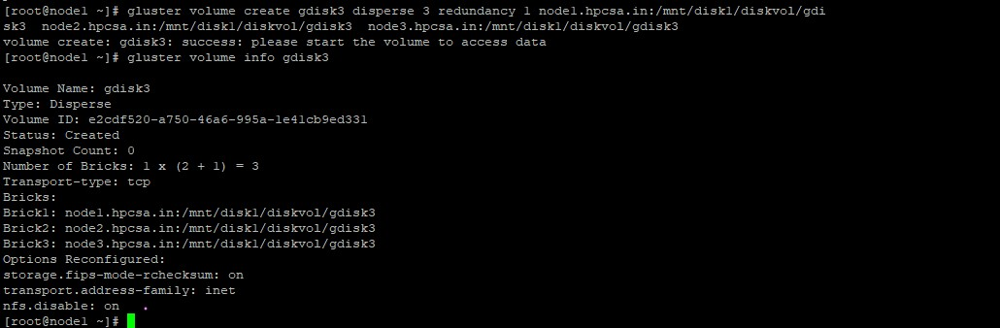 [root@node1 ~]# gluster volume create gdisk3 disperse 3 redundancy 1 node1.hpcsa.in:/mnt/disk1/diskvol/gdi
sk3  node2.hpcsa.in:/mnt/disk1/diskvol/gdisk3  node3.hpcsa.in:/mnt/disk1/diskvol/gdisk3
volume create: gdisk3: success: please start the volume to access data
[root@node1 ~]# gluster volume info gdisk3

Volume Name: gdisk3
Type: Disperse
Volume ID: e2cdf520-a750-46a6-995a-1e41cb9ed331
Status: Created
Snapshot Count: 0
Number of Bricks: 1 x (2 + 1) = 3
Transport-type: tcp
Bricks:
Brick1: node1.hpcsa.in:/mnt/disk1/diskvol/gdisk3
Brick2: node2.hpcsa.in:/mnt/disk1/diskvol/gdisk3
Brick3: node3.hpcsa.in:/mnt/disk1/diskvol/gdisk3
Options Reconfigured:
storage.fips-mode-rchecksum: on
transport.address-family: inet
nfs.disable: on
[root@node1 ~]#